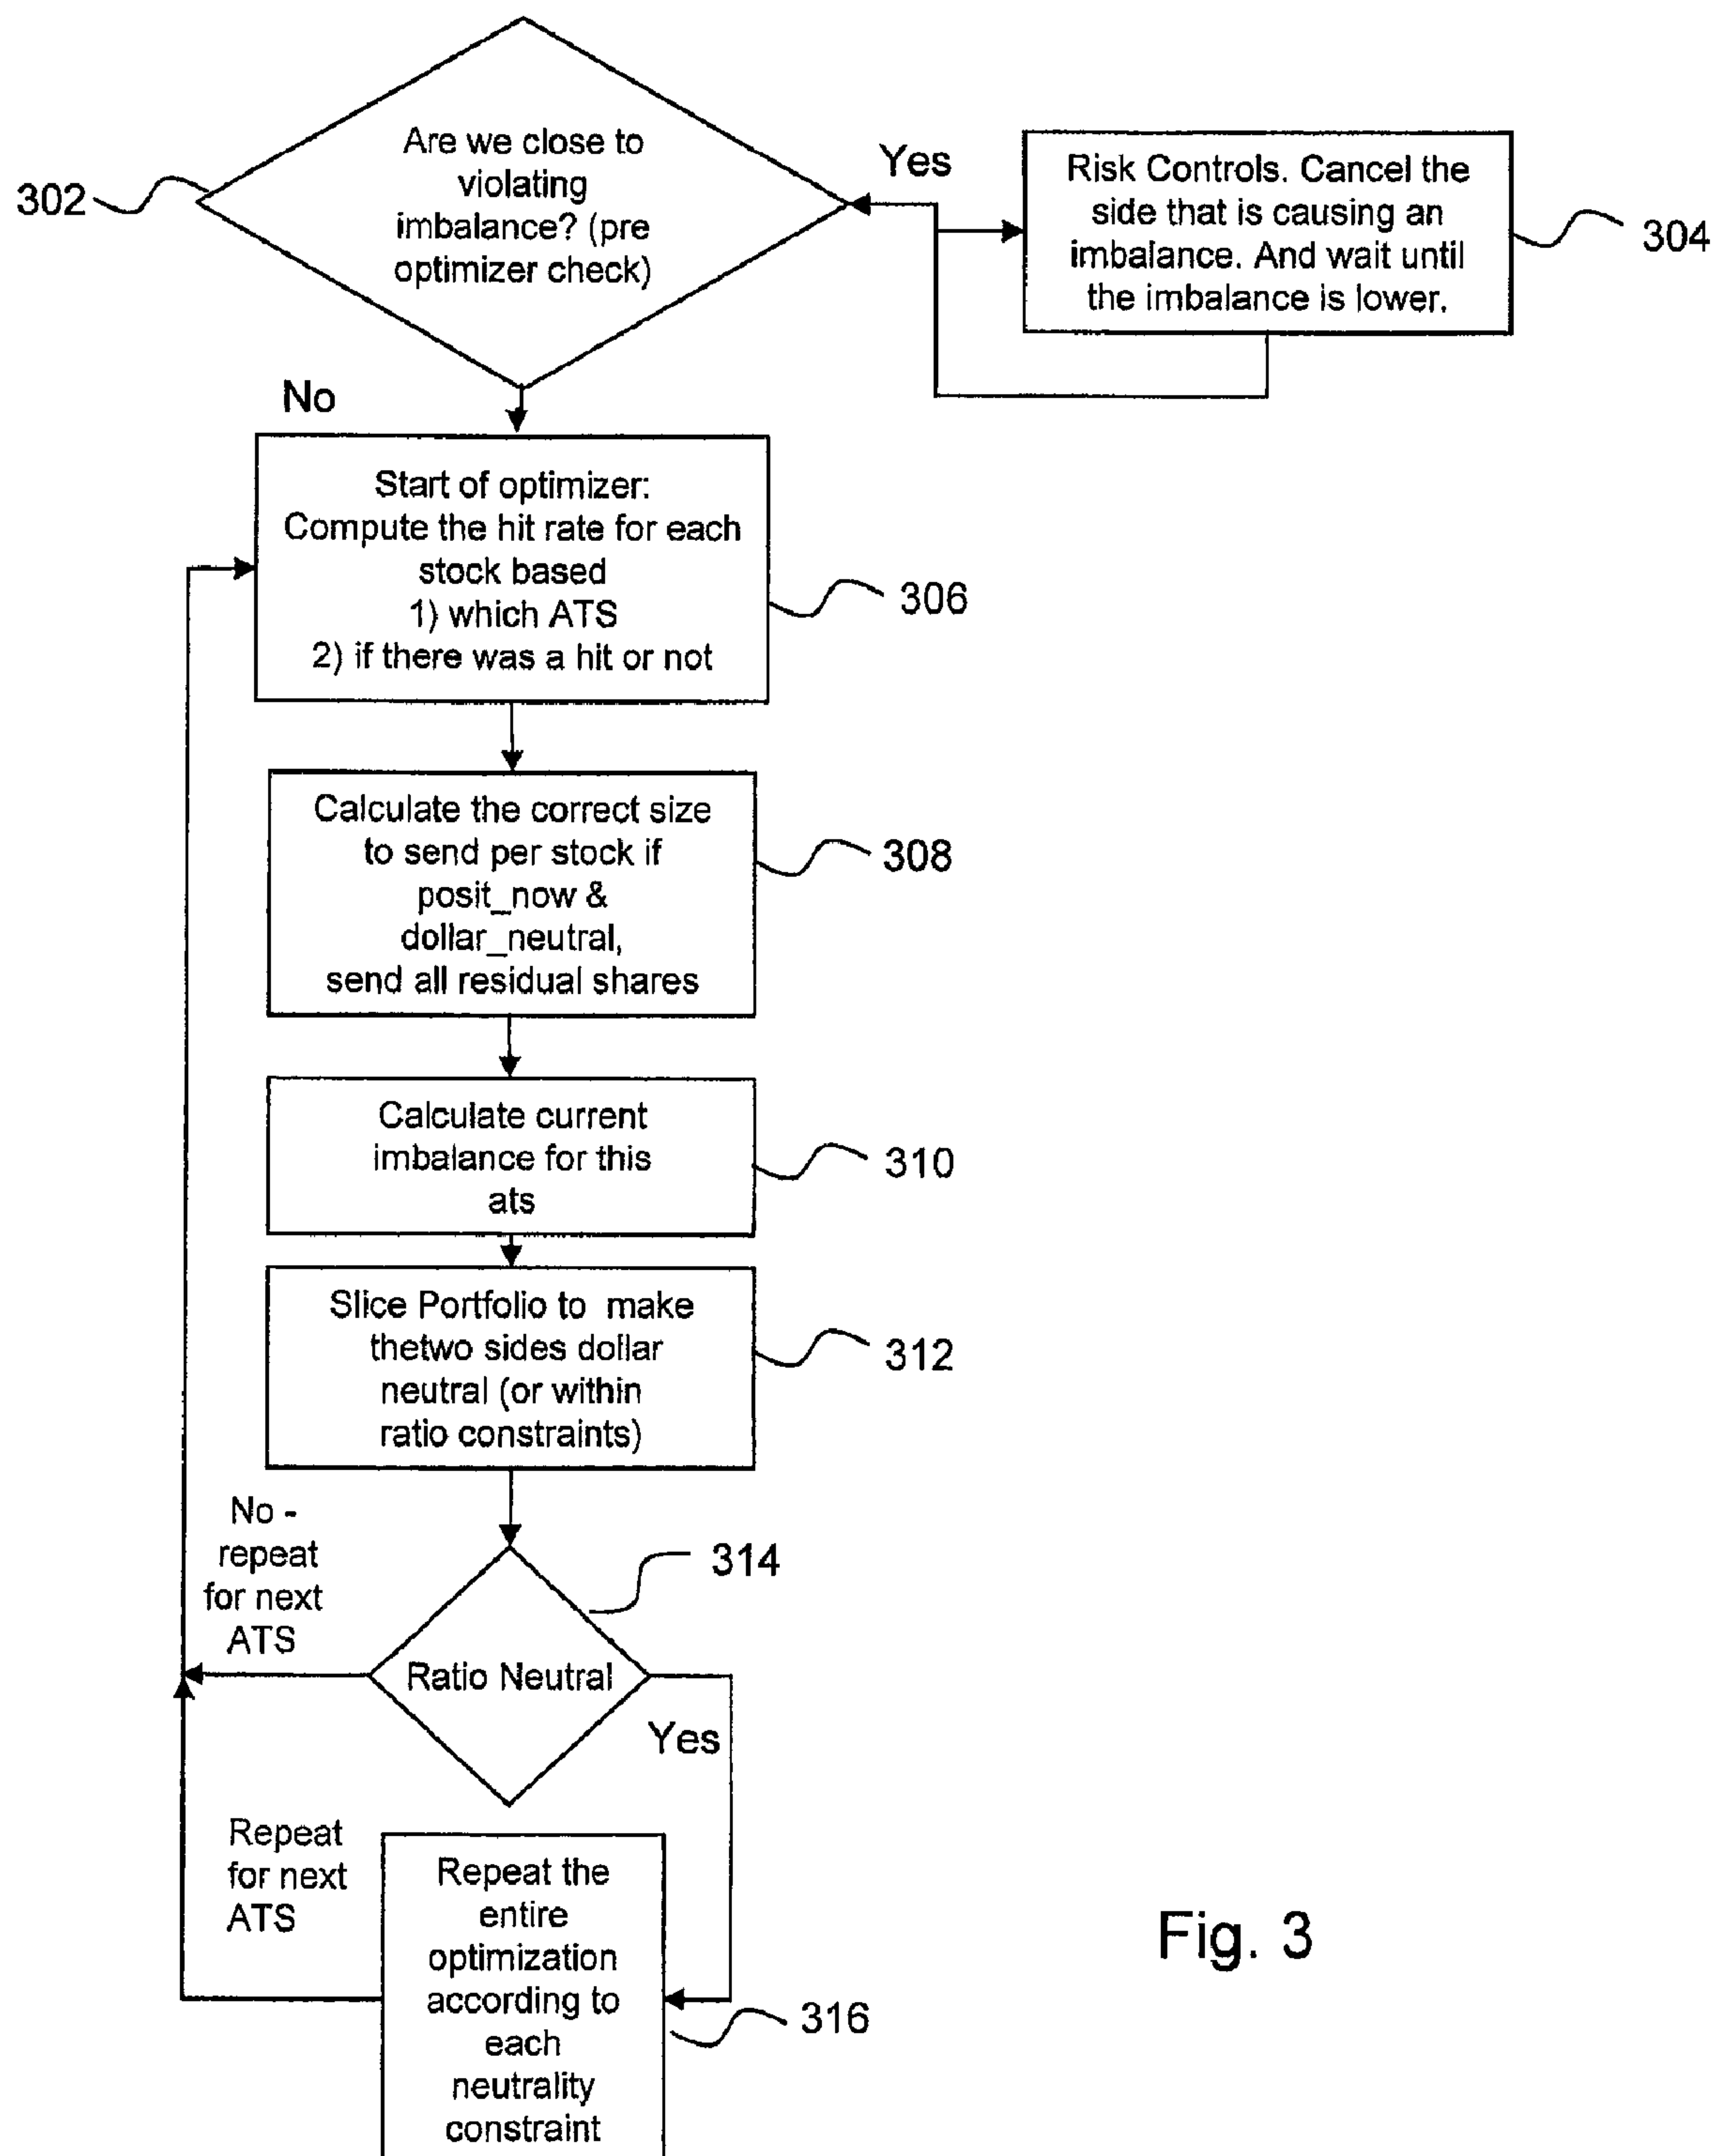 Are we close to
violating
imbalance? (pre
optimizer check)
302
Yes
Risk Controls. Cancel the
side that is causing an
imbalance. And wait until
the imbalance is lower.
304
No
Start of optimizer:
Compute the hit rate for each
stock based
1) which ATS
2) if there was a hit or not
306
Calculate the correct size
to send per stock if
posit_now &
dollar_neutral,
send all residual shares
308
Calculate current
imbalance for this
ats
310
Slice Portfolio to make
thetwo sides dollar
neutral (or within
ratio constraints)
312
No -
repeat
for next
ATS
314
Ratio Neutral
Yes
Repeat
for next
ATS
Repeat the
entire
optimization
according to
each
neutrality
constraint
316
Fig. 3